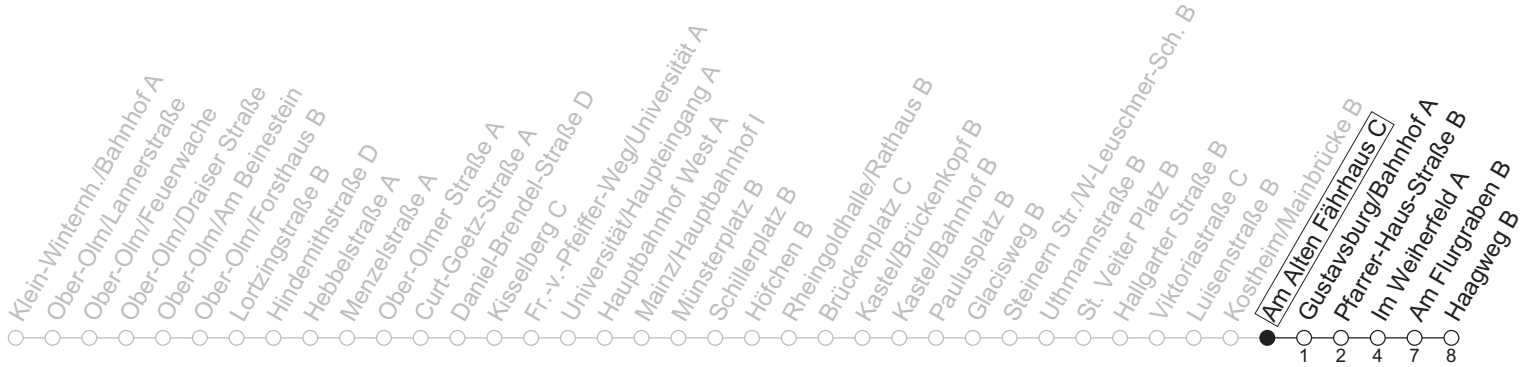 Klein-Winternh./Bahnhof A
Ober-Olm/Lannerstraße
Ober-Olm/Feuerwache
Ober-Olm/Draiser Straße
Ober-Olm/Am Beinestein
Ober-Olm/Forsthaus B
Lortzingstraße B
Hindemithstraße D
Hebbelstraße A
Menzelstraße A
Ober-Olmer Straße A
Curt-Goetz-Straße A
Daniel-Brendel-Straße D
Kisselberg C
Fr.-v.-Pfeiffer-Weg/Universität A
Universität/Haupteingang A
Hauptbahnhof West A
Mainz/Hauptbahnhof I
Münsterplatz B
Schillerplatz B
Höfchen B
Rheingoldhalle/Rathaus B
Brückenplatz C
Kastel/Brückenkopf B
Kastel/Bahnhof B
Paulusplatz B
Glacisweg B
Steinern Str./W-Leuschner-Sch. B
Uthmannstraße B
St. Veiter Platz B
Hallgarter Straße B
Viktoriastraße C
Luisenstraße B
Kostheim/Mainbrücke B
Am Alten Fährhaus C
Gustavsburg/Bahnhof A
Pfarrer-Haus-Straße B
Im Weiherfeld A
Am Flurgraben B
Haagweg B
1 2 4 7 8